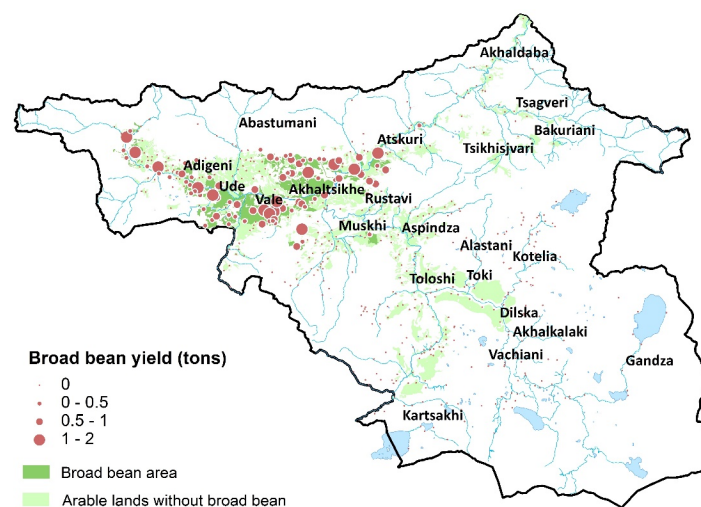 Akhaldaba
Tsagveri
Abastumani
Bakuriani
Atskuri
Tsikhisjvari
Adigeni
Ude
Akhaltsikhe
Vale
Rustavi
Muskhi
Aspindza
Alastani
Kotelia
Toloshi
Toki
Dilska
Akhalkalaki
Vachiani
Gandza
Kartsakhi
Broad bean yield (tons)
0
0 - 0.5
0.5 - 1
1 - 2
Broad bean area
Arable lands without broad bean